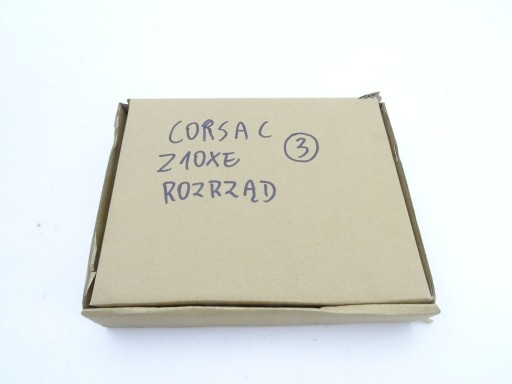 CORSA C
Z10XE
ROZRZĄD
3